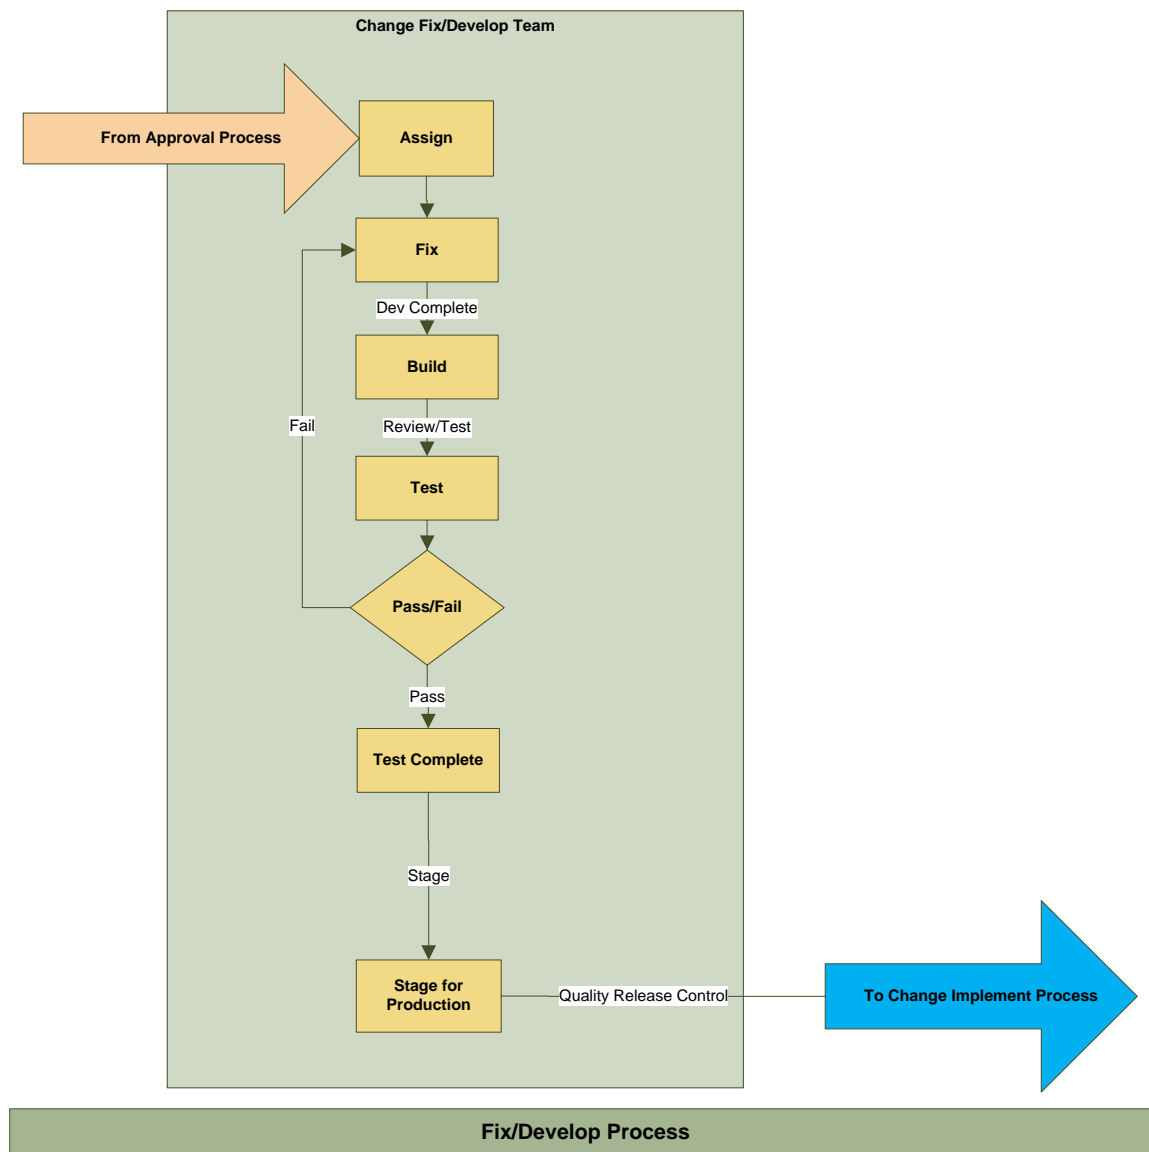 Change Fix/Develop Team
From Approval Process
Assign
Fix
Dev Complete
Build
Fail
Review/Test
Test
Pass/Fail
Pass
Test Complete
Stage
Stage for
Production
Quality Release Control
To Change Implement Process
Fix/Develop Process